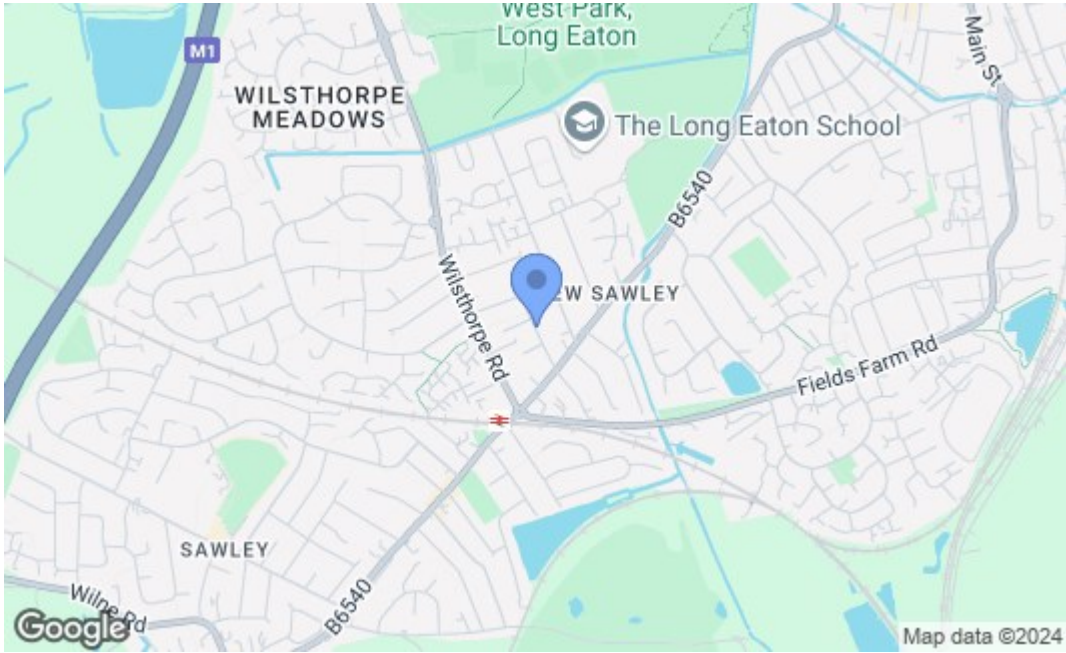 West Park,
Long Eaton
M1
Main St
WILSTHORPE
MEADOWS
The Long Eaton School
B6540
Wilsthorpe Rd
EW SAWLEY
Fields Farm Rd
SAWLEY
B6540
Wilne Rd
Google
Map data ©2024